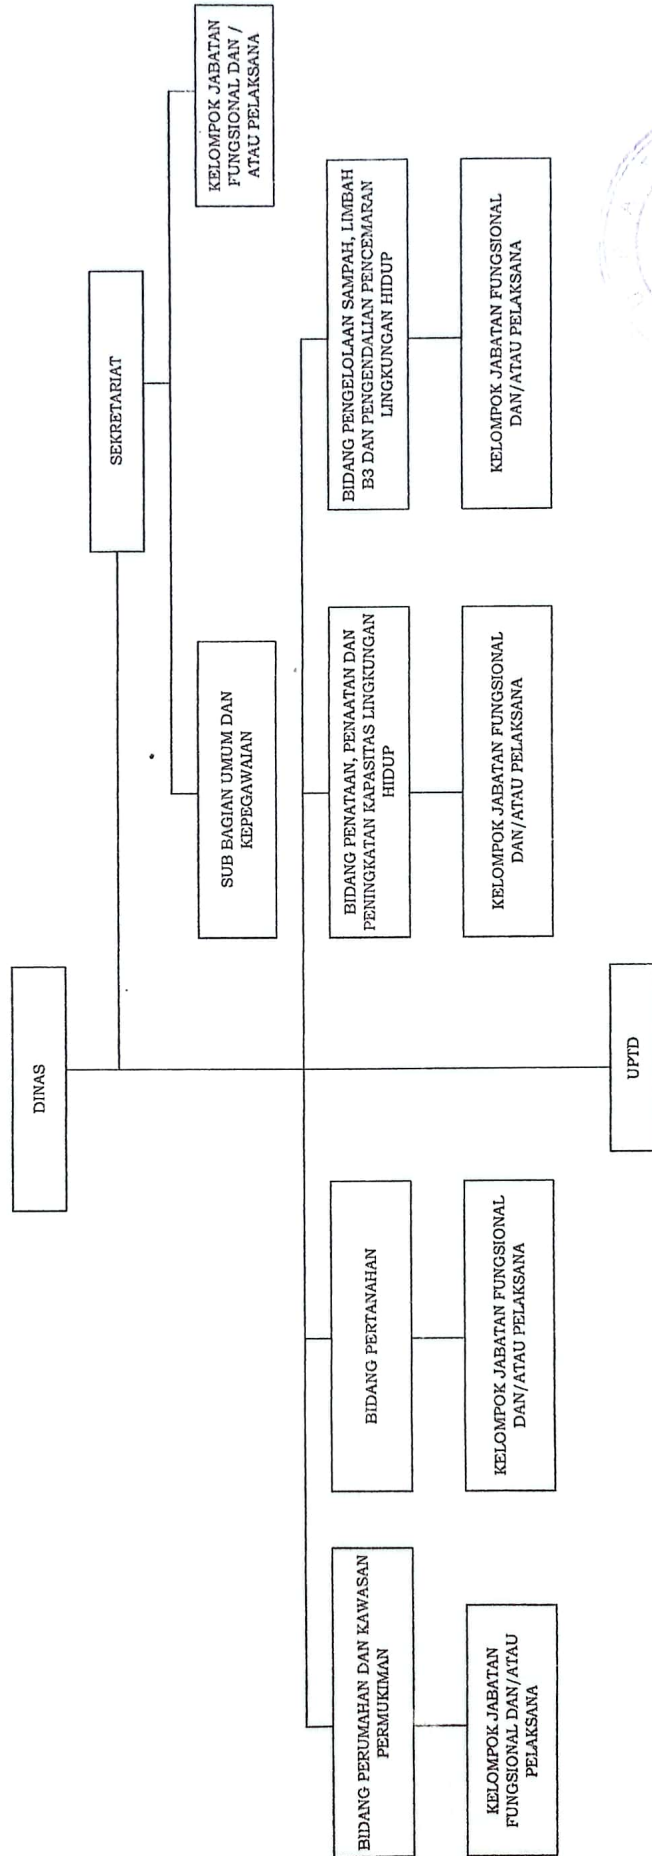 DINAS
SEKRETARIAT
SUB BAGIAN UMUM DAN
KEPEGAWAIAN
KELOMPOK JABATAN
FUNGSIONAL DAN /
ATAU PELAKSANA
BIDANG PERUMAHAN DAN KAWASAN
PERMUKIMAN
BIDANG PERTANAHAN
BIDANG PENATAAN, PENAATAN DAN
PENINGKATAN KAPASITAS LINGKUNGAN
HIDUP
BIDANG PENGELOLAAN SAMPAH, LIMBAH
B3 DAN PENGENDALIAN PENCEMARAN
LINGKUNGAN HIDUP
KELOMPOK JABATAN
FUNGSIONAL DAN/ATAU
PELAKSANA
KELOMPOK JABATAN FUNGSIONAL
DAN/ATAU PELAKSANA
KELOMPOK JABATAN FUNGSIONAL
DAN/ATAU PELAKSANA
KELOMPOK JABATAN FUNGSIONAL
DAN/ATAU PELAKSANA
UPTD